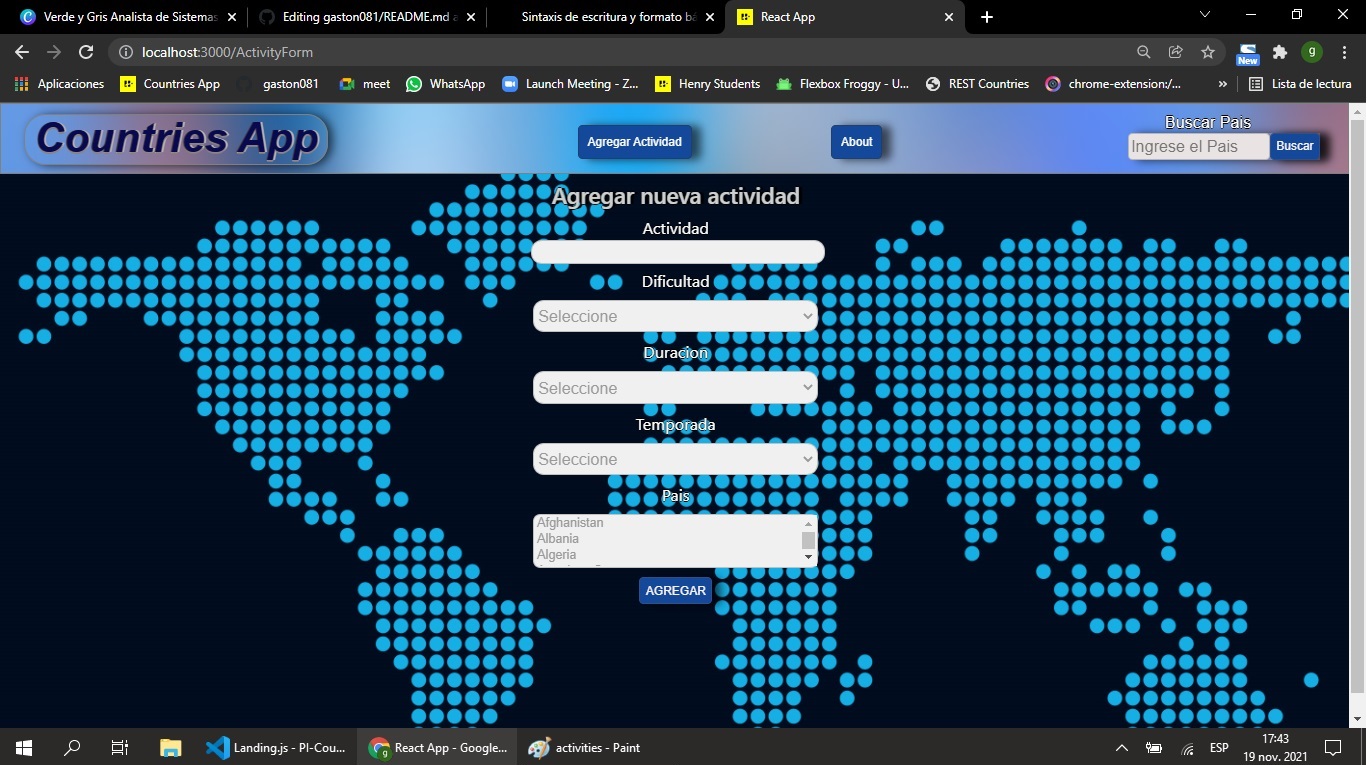 Verde y Gris Analista de Sistemas
Editing gaston081/README.md a
Sintaxis de escritura y formato bá
React App
localhost:3000/ActivityForm
g
New
Aplicaciones
Countries App
gaston081
meet
WhatsApp
Launch Meeting - Z...
Henry Students
Flexbox Froggy - U...
REST Countries
chrome-extension:/...
»
Lista de lectura
Countries App
Agregar Actividad
About
Buscar Pais
Ingrese el Pais
Buscar
Agregar nueva actividad
Actividad
Dificultad
Seleccione
Duracion
Seleccione
Temporada
Seleccione
Pais
Afghanistan
Albania
Algeria
AGREGAR
Landing.js - PI-Cou...
React App - Google...
activities - Paint
ESP
17:43
19 nov. 2021